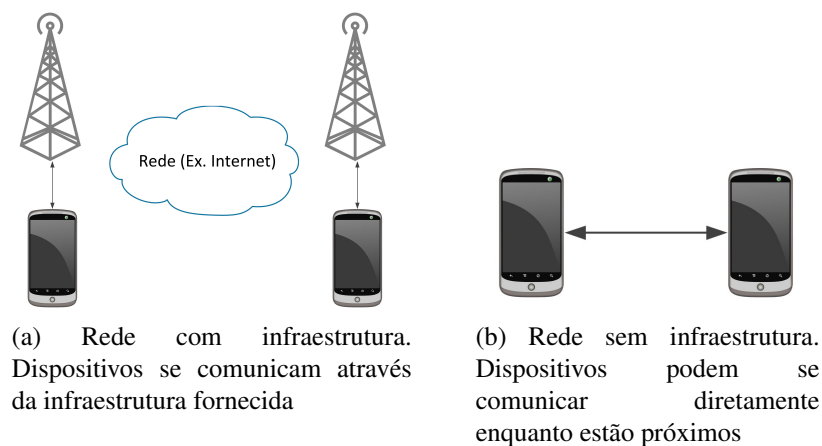 Rede (Ex. Internet)
(a) Rede com infraestrutura.
Dispositivos se comunicam através
da infraestrutura fornecida
(b) Rede sem infraestrutura.
Dispositivos podem se
comunicar diretamente
enquanto estão próximos